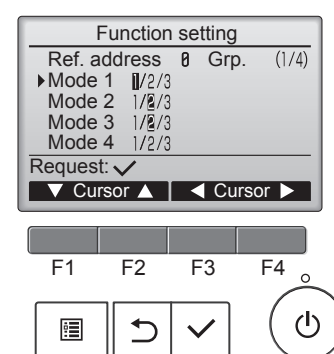 Function setting
Ref. address 0 Grp. (1/4)
Mode 1 1/2/3
Mode 2 1/2/3
Mode 3 1/2/3
Mode 4 1/2/3
Request: ✓
▼ Cursor ▲ ◀ Cursor ▶
F1 F2 F3 F4